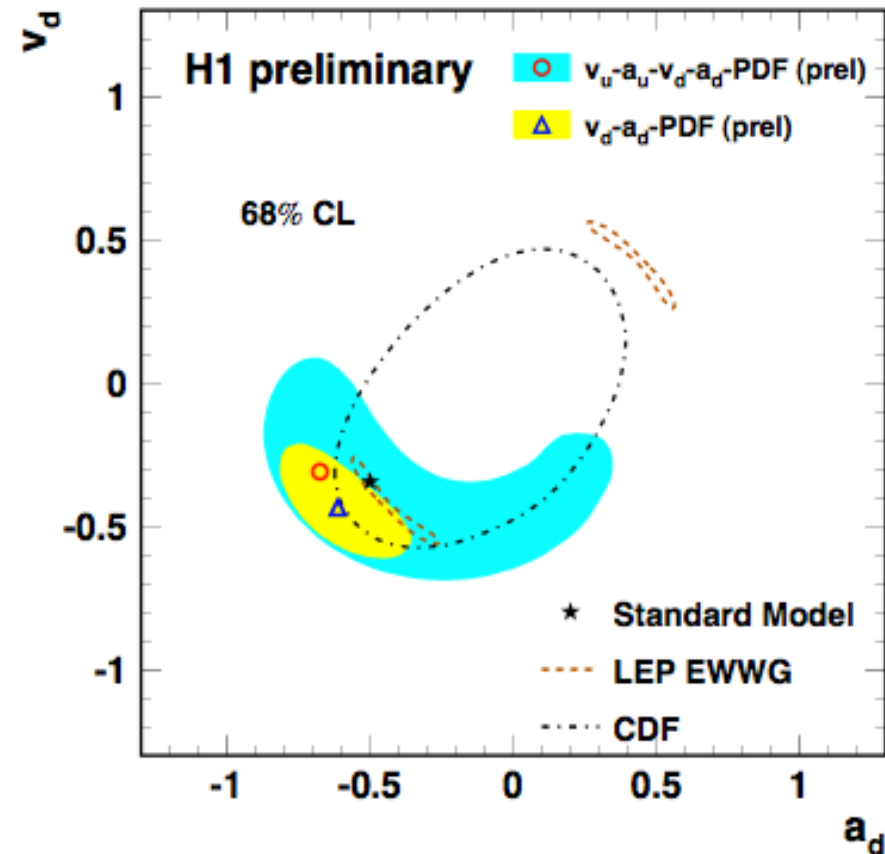 v_d
H1 preliminary
v_u-a_u-v_d-a_d-PDF (prel)
v_d-a_d-PDF (prel)
68% CL
1
0.5
0
-0.5
-1
Standard Model
LEP EWWG
CDF
-1 -0.5 0 0.5 1
a_d